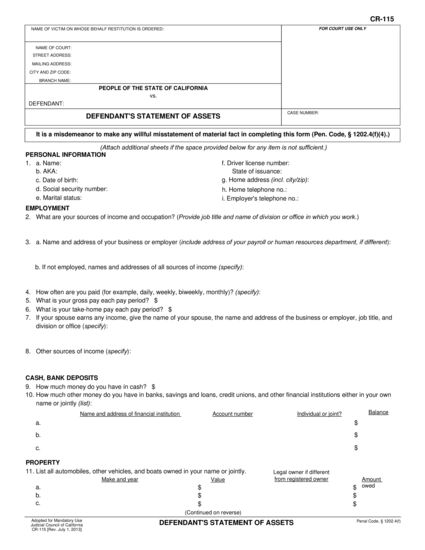 CR-115
NAME OF VICTIM ON WHOSE BEHALF RESTITUTION IS ORDERED:
FOR COURT USE ONLY
NAME OF COURT:
STREET ADDRESS:
MAILING ADDRESS:
CITY AND ZIP CODE:
BRANCH NAME:
PEOPLE OF THE STATE OF CALIFORNIA
vs.
DEFENDANT:
DEFENDANT'S STATEMENT OF ASSETS
CASE NUMBER:
It is a misdemeanor to make any willful misstatement of material fact in completing this form (Pen. Code, § 1202.4(f)(4).)
(Attach additional sheets if the space provided below for any item is not sufficient.)
PERSONAL INFORMATION
1. a. Name:
b. AKA:
c. Date of birth:
d. Social security number:
e. Marital status:
f. Driver license number:
State of issuance:
g. Home address (incl. city/zip):
h. Home telephone no.:
i. Employer's telephone no.:
EMPLOYMENT
2. What are your sources of income and occupation? (Provide job title and name of division or office in which you work.)
3. a. Name and address of your business or employer (include address of your payroll or human resources department, if different):
b. If not employed, names and addresses of all sources of income (specify):
4. How often are you paid (for example, daily, weekly, biweekly, monthly)? (specify):
5. What is your gross pay each pay period? $
6. What is your take-home pay each pay period? $
7. If your spouse earns any income, give the name of your spouse, the name and address of the business or employer, job title, and
division or office (specify):
8. Other sources of income (specify):
CASH, BANK DEPOSITS
9. How much money do you have in cash? $
10. How much other money do you have in banks, savings and loans, credit unions, and other financial institutions either in your own
name or jointly (list):
Name and address of financial institution Account number Individual or joint? Balance
a. $
b. $
c. $
PROPERTY
11. List all automobiles, other vehicles, and boats owned in your name or jointly.
Make and year Value Legal owner if different
from registered owner Amount
owed
a. $ $
b. $ $
c. $ $
(Continued on reverse)
Adopted for Mandatory Use
Judicial Council of California
CR-115 [Rev. July 1, 2013]
DEFENDANT'S STATEMENT OF ASSETS
Penal Code, § 1202.4(f)